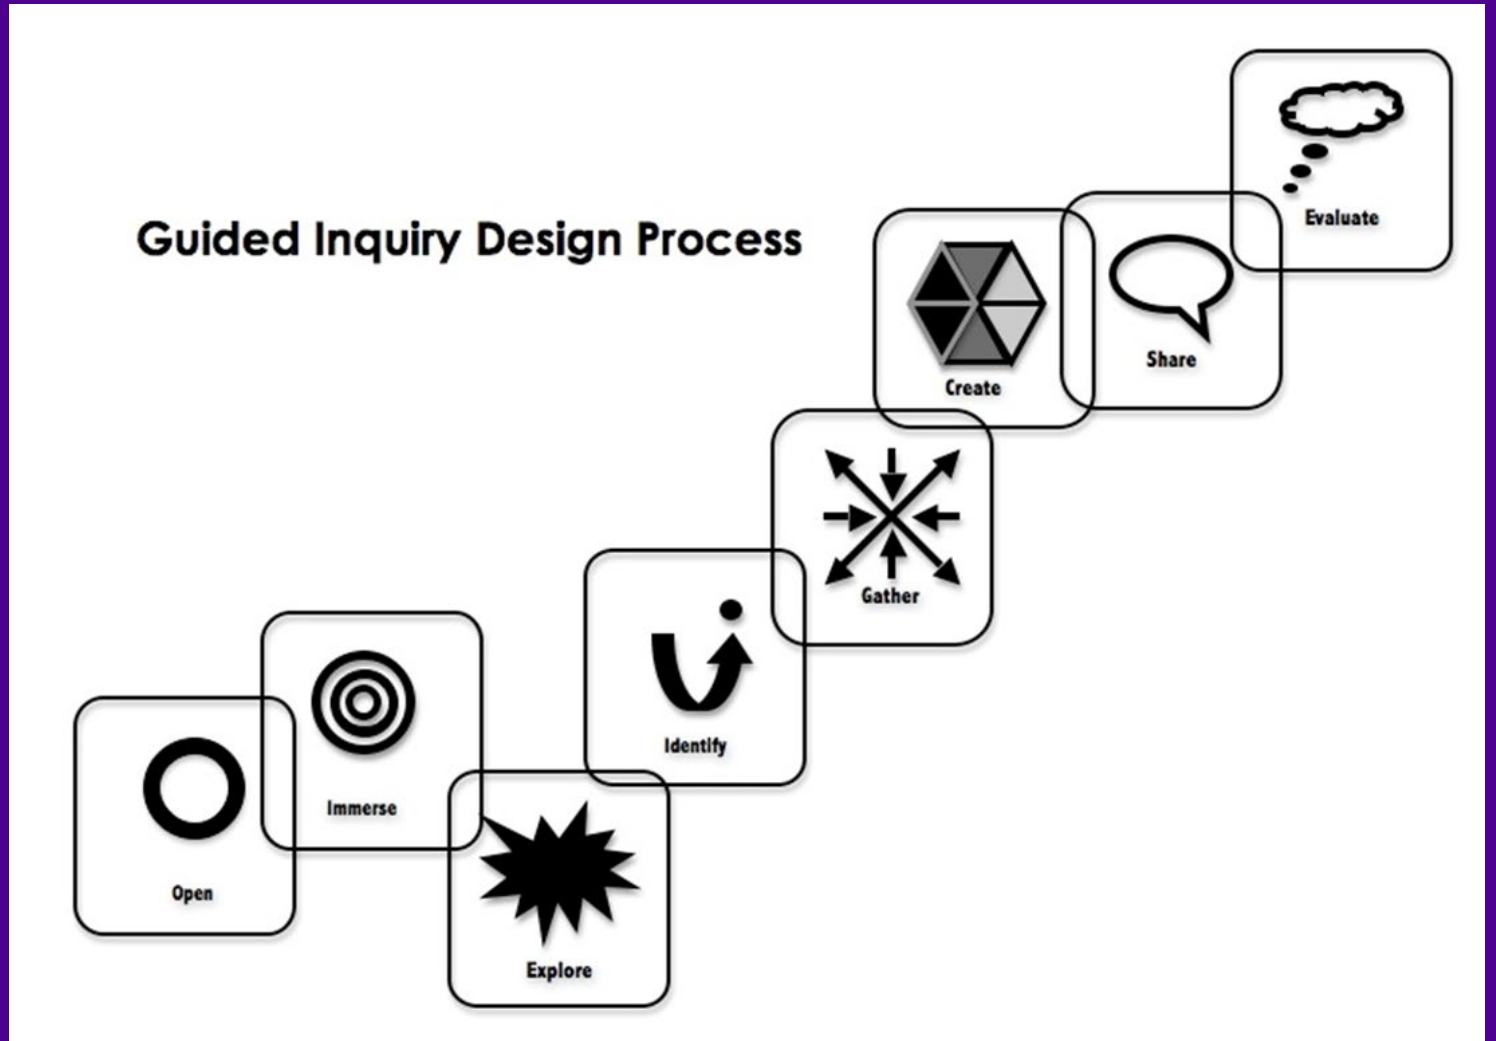 Guided Inquiry Design Process
Open
Immerse
Explore
Identify
Gather
Create
Share
Evaluate